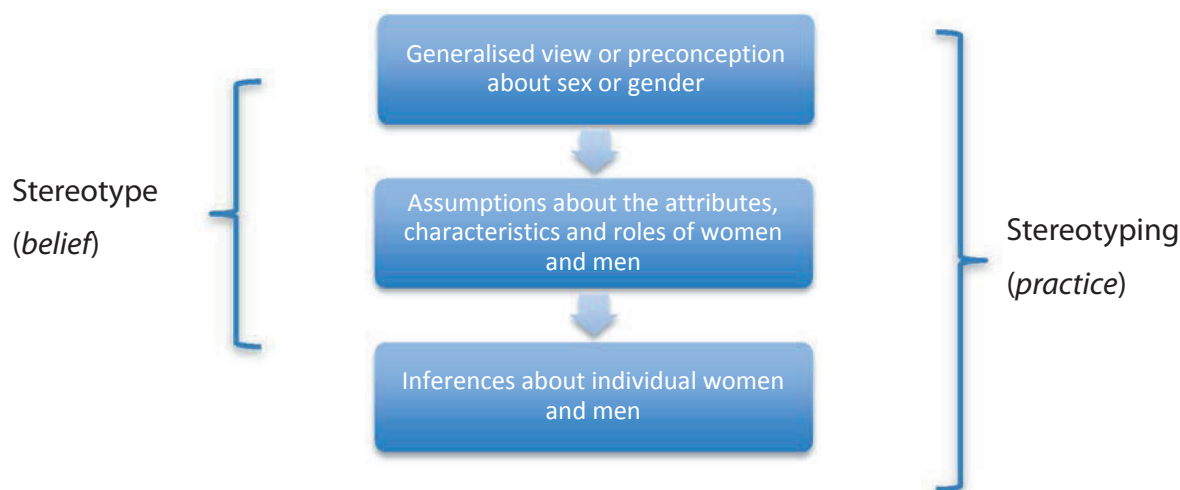 Generalised view or preconception
about sex or gender
Stereotype
(belief)
Assumptions about the attributes,
characteristics and roles of women
and men
Stereotyping
(practice)
Inferences about individual women
and men